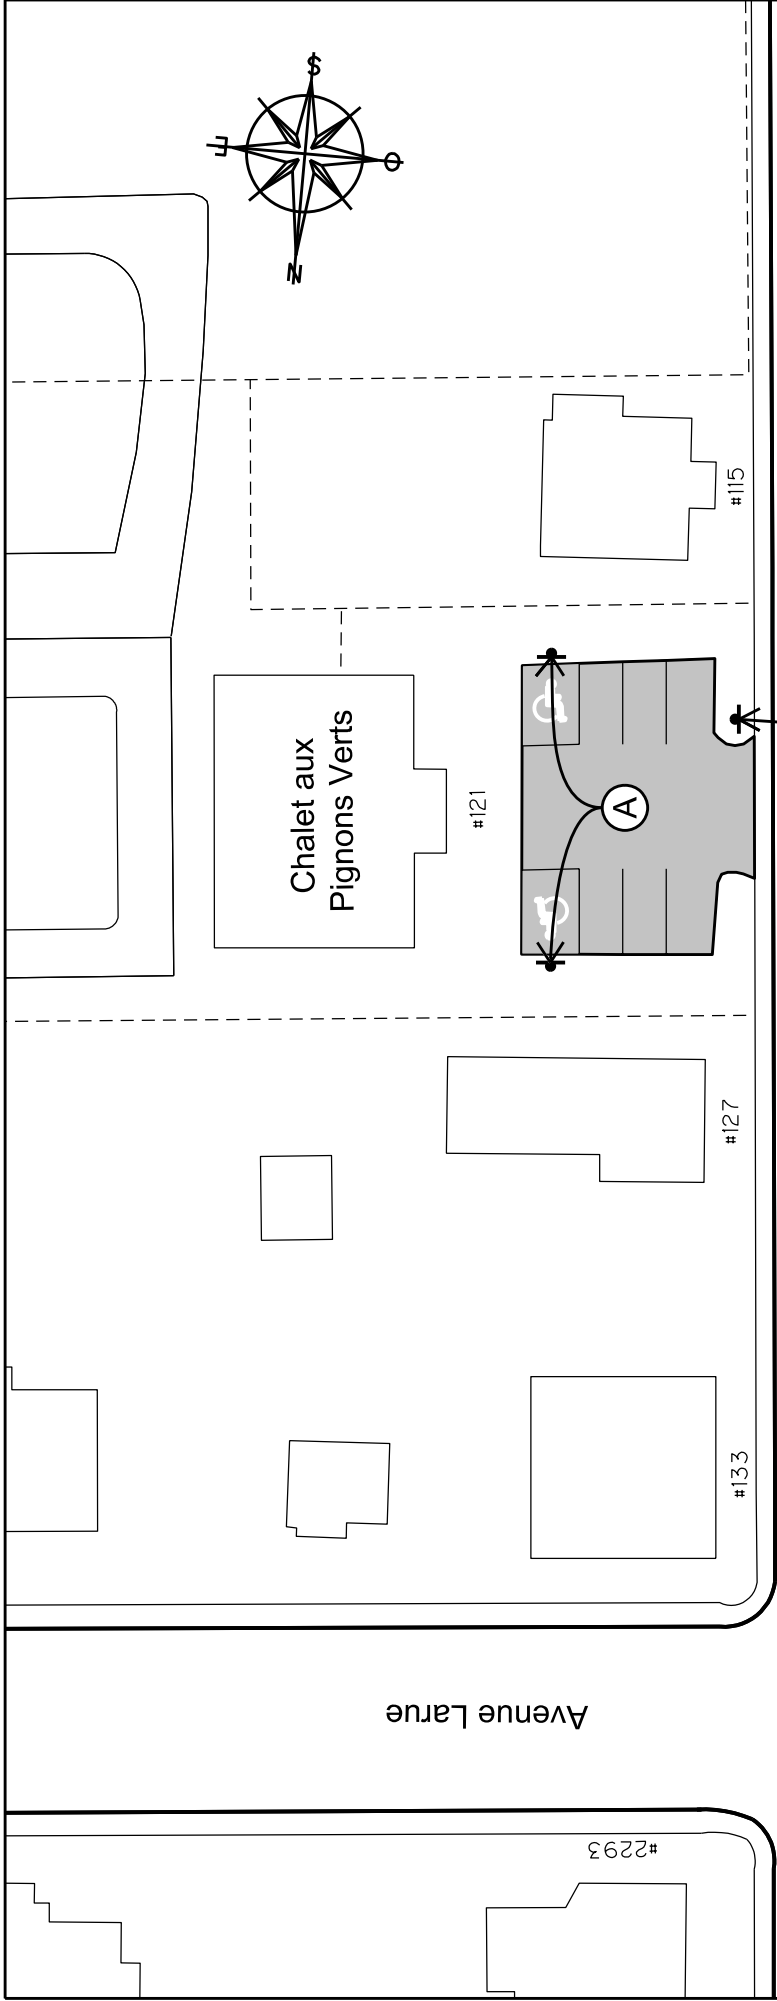 S
E
O
N
#115
Chalet aux
Pignons Verts
#121
A
#127
#133
Avenue Larue
#2293